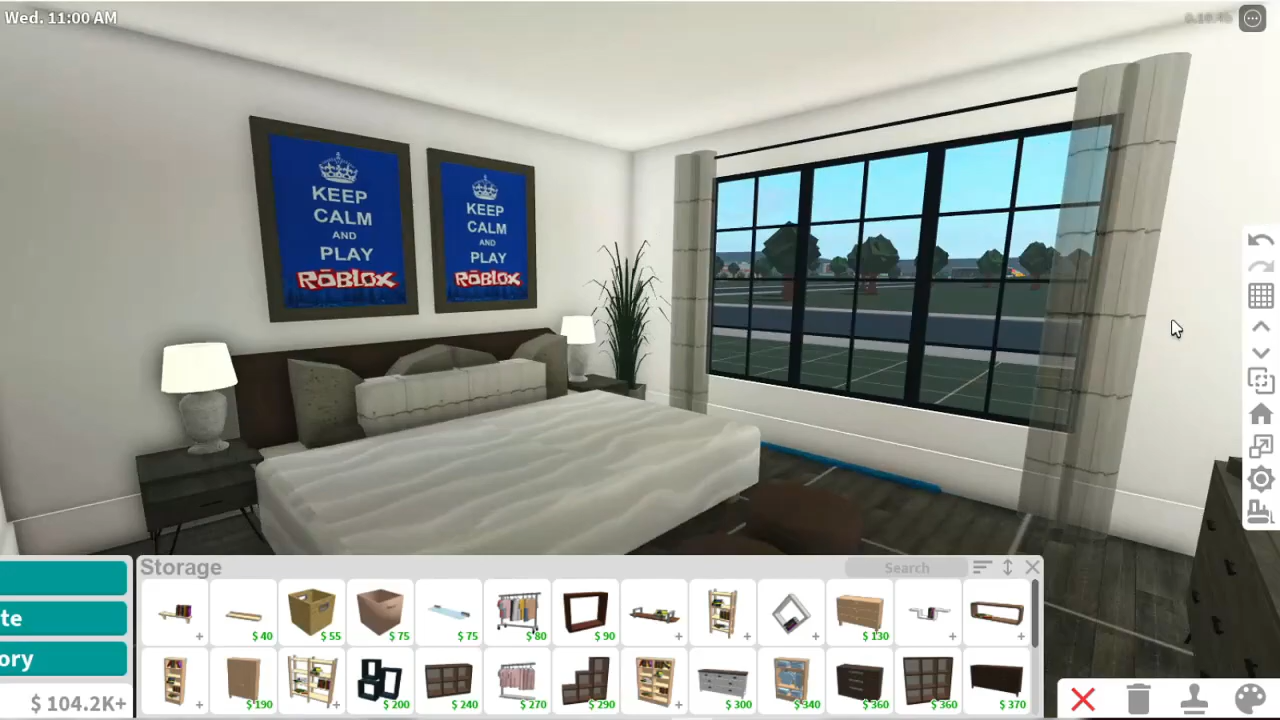 Wed. 11:00 AM
KEEP
CALM
AND
PLAY
ROBLOX
KEEP
CALM
AND
PLAY
ROBLOX
te
ory
$ 104.2K+
Storage
Search
$ 40
$ 55
$ 75
$ 75
$ 80
$ 90
$ 130
$ 190
$ 200
$ 240
$ 270
$ 290
$ 300
$ 340
$ 360
$ 360
$ 370